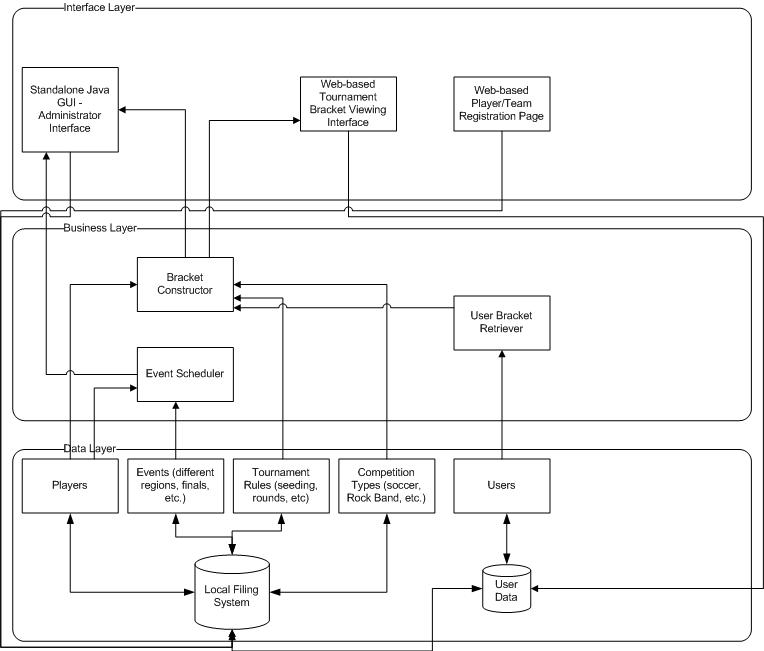 Interface Layer
Standalone Java
GUI -
Administrator
Interface
Web-based
Tournament
Bracket Viewing
Interface
Web-based
Player/Team
Registration Page
Business Layer
Bracket
Constructor
User Bracket
Retriever
Event Scheduler
Data Layer
Players
Events (different
regions, finals,
etc.)
Tournament
Rules (seeding,
rounds, etc)
Competition
Types (soccer,
Rock Band, etc.)
Users
Local Filing
System
User
Data